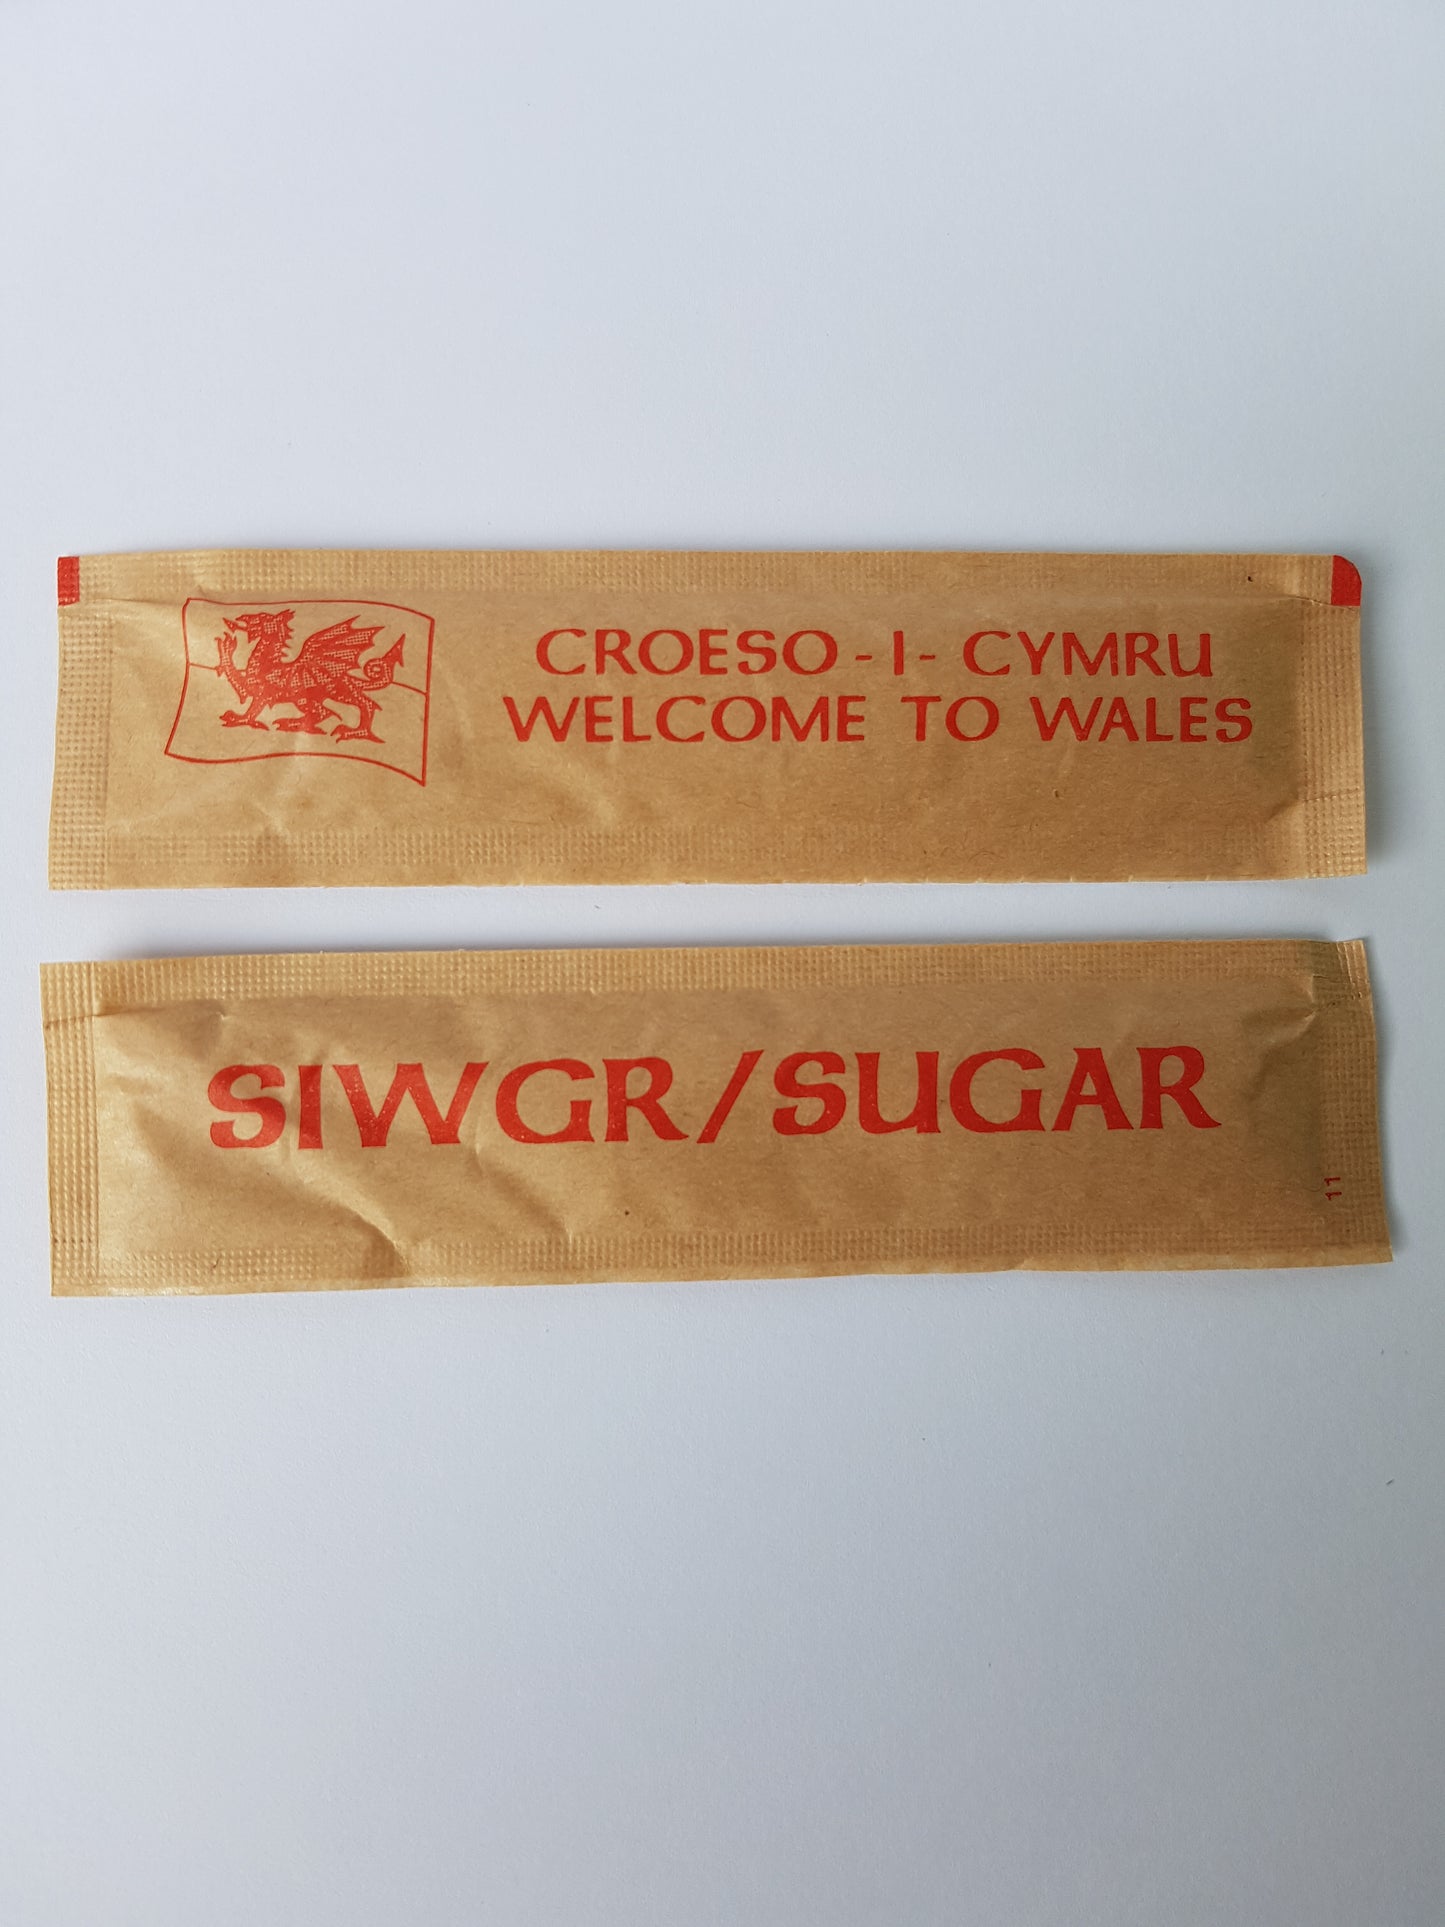 CROESO - I - CYMRU
WELCOME TO WALES
SIWGR/SUGAR
11